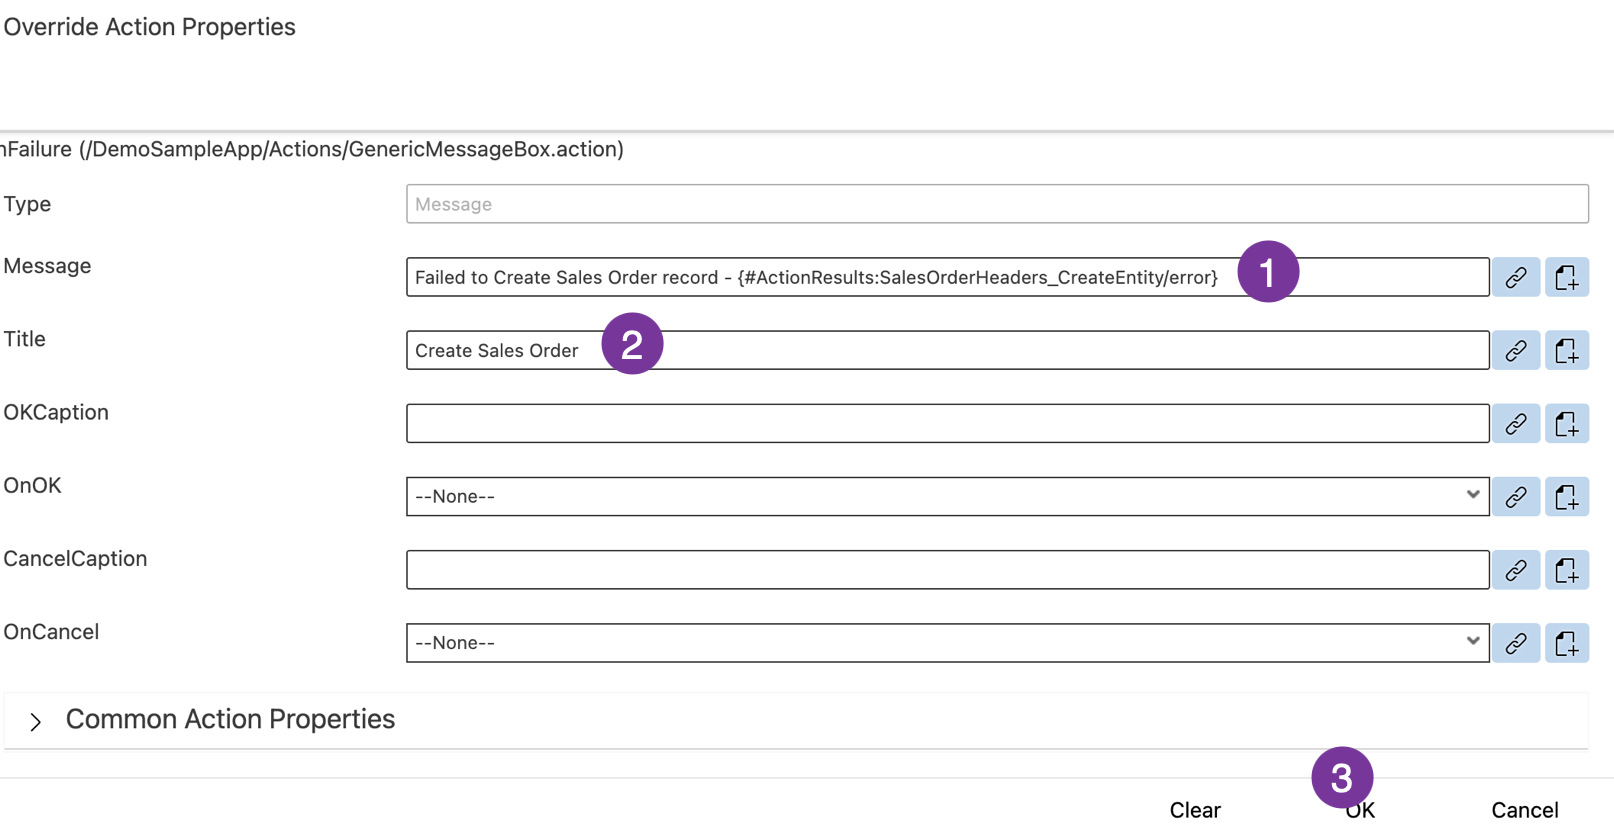 Override Action Properties
nFailure (/DemoSampleApp/Actions/GenericMessageBox.action)
Type
Message
Message
Failed to Create Sales Order record - {#ActionResults:SalesOrderHeaders_CreateEntity/error}
1
Title
Create Sales Order
2
OKCaption
OnOK
--None--
CancelCaption
OnCancel
--None--
Common Action Properties
3
Clear
OK
Cancel